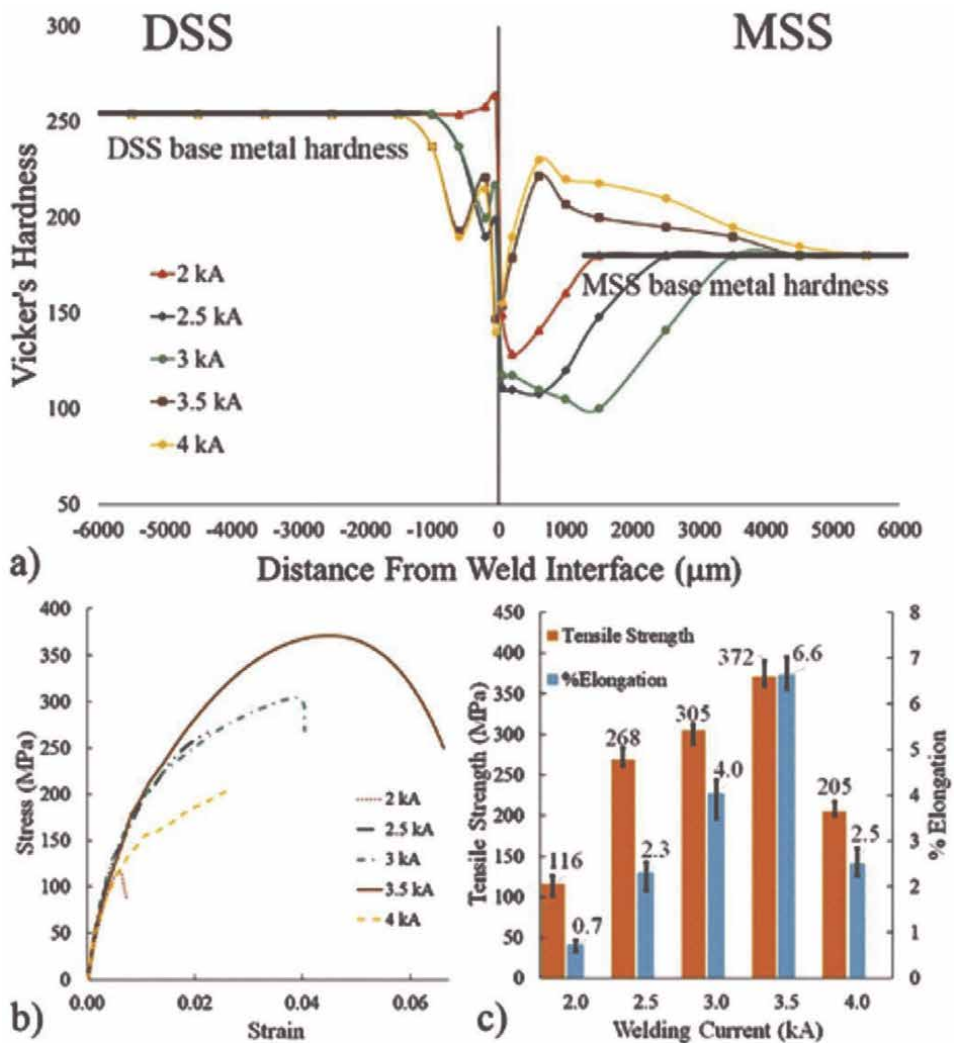 DSS MSS
300
250
200
150
100
50
Vicker's Hardness
DSS base metal hardness
MSS base metal hardness
2 kA
2.5 kA
3 kA
3.5 kA
4 kA
-6000 -5000 -4000 -3000 -2000 -1000 0 1000 2000 3000 4000 5000 6000
a) Distance From Weld Interface (µm)
400
350
300
250
200
150
100
50
0
Stress (MPa)
2 kA
2.5 kA
3 kA
3.5 kA
4 kA
0.00 0.02 0.04 0.06
b) Strain
450
400
350
300
250
200
150
100
50
0
Tensile Strength (MPa)
Tensile Strength
%Elongation
116 0.7
268 2.3
305 4.0
372 6.6
205 2.5
8
7
6
5
4
3
2
1
0
% Elongation
2.0 2.5 3.0 3.5 4.0
c) Welding Current (kA)